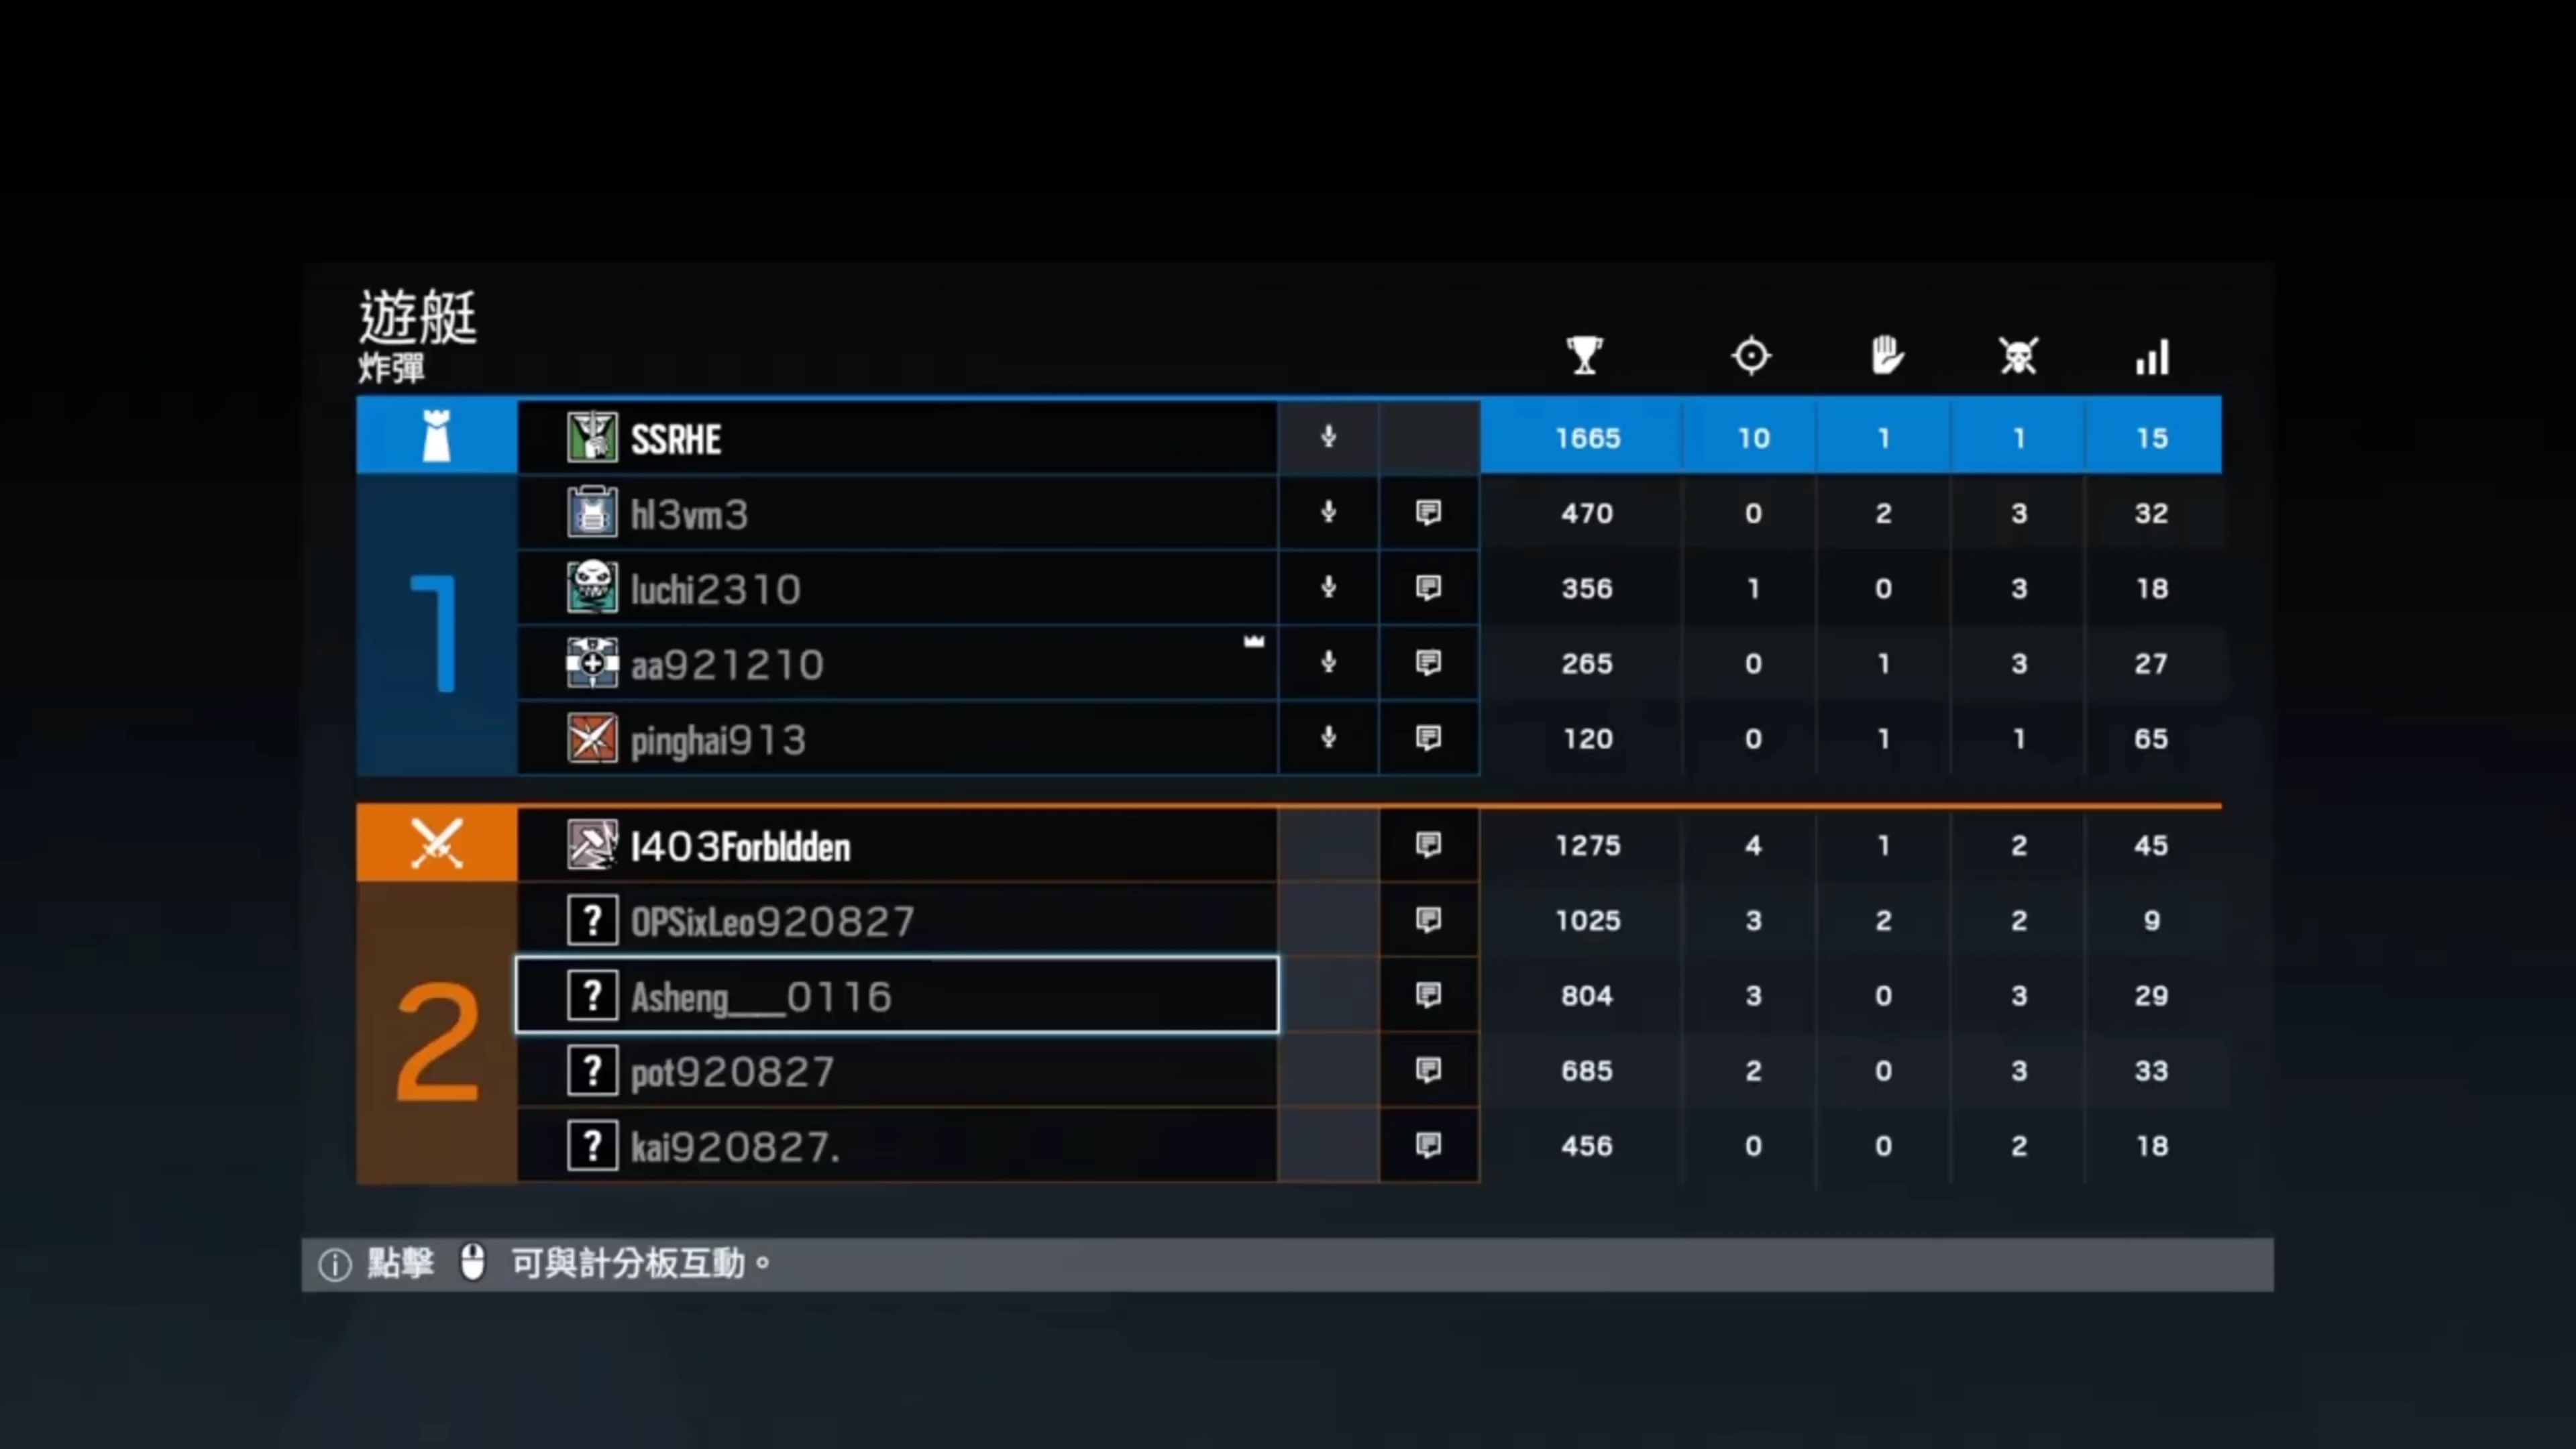 遊艇
炸彈
SSRHE 1665 10 1 1 15
hl3vm3 470 0 2 3 32
1
luchi2310 356 1 0 3 18
aa921210 265 0 1 3 27
pinghai913 120 0 1 1 65
I403Forbldden 1275 4 1 2 45
? OPSixLeo920827 1025 3 2 2 9
2
? Asheng___0116 804 3 0 3 29
? pot920827 685 2 0 3 33
? kai920827. 456 0 0 2 18
點擊 可與計分板互動。